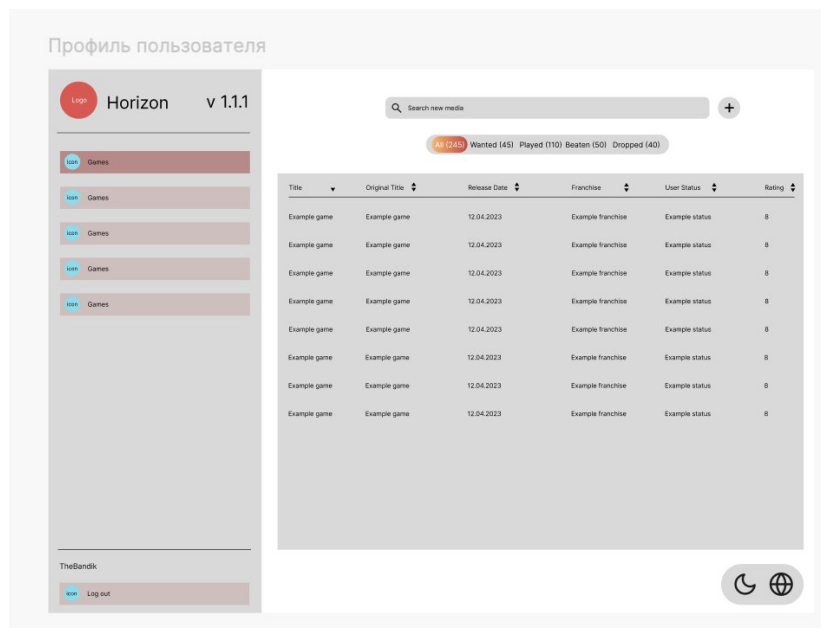 Профиль пользователя
Logo Horizon v 1.1.1
icon Games
icon Games
icon Games
icon Games
icon Games
TheBandik
icon Log out
Search new media
All (245) Wanted (45) Played (110) Beaten (50) Dropped (40)
Title Original Title Release Date Franchise User Status Rating
Example game Example game 12.04.2023 Example franchise Example status 8
Example game Example game 12.04.2023 Example franchise Example status 8
Example game Example game 12.04.2023 Example franchise Example status 8
Example game Example game 12.04.2023 Example franchise Example status 8
Example game Example game 12.04.2023 Example franchise Example status 8
Example game Example game 12.04.2023 Example franchise Example status 8
Example game Example game 12.04.2023 Example franchise Example status 8
Example game Example game 12.04.2023 Example franchise Example status 8